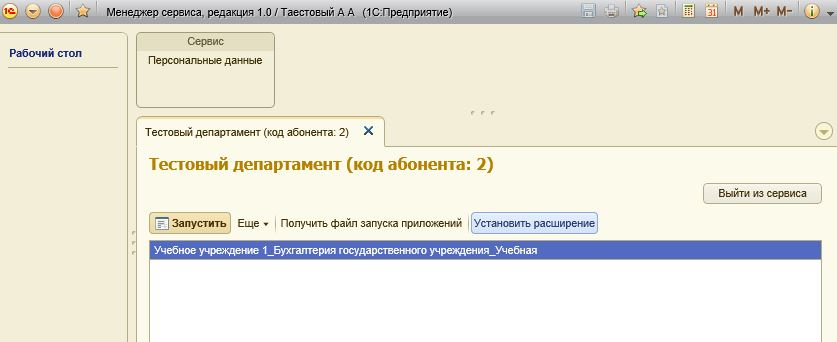 Менеджер сервиса, редакция 1.0 / Таестовый А А (1С:Предприятие)
M M+ M-
Рабочий стол
Сервис
Персональные данные
Тестовый департамент (код абонента: 2)
Тестовый департамент (код абонента: 2)
Выйти из сервиса
Запустить Еще Получить файл запуска приложений Установить расширение
Учебное учреждение 1_Бухгалтерия государственного учреждения_Учебная